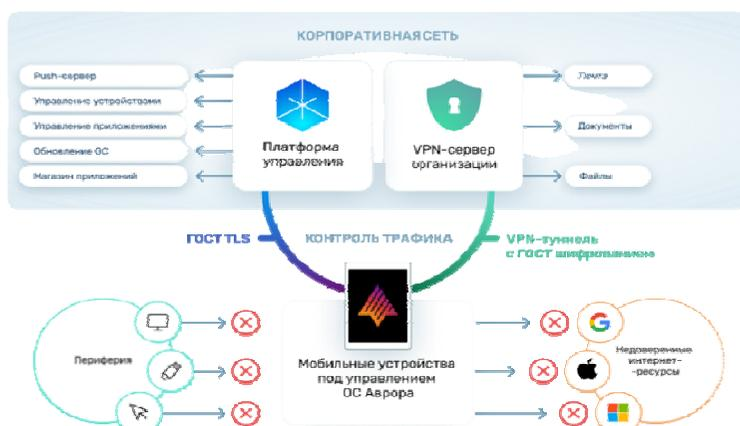 КОРПОРАТИВНАЯ СЕТЬ
Push-сервер
Управление устройствами
Управление приложениями
Обновление ОС
Магазин приложений
Платформа
управления
VPN-сервер
организации
Почта
Документы
Файлы
ГОСТ TLS
КОНТРОЛЬ ТРАФИКА
VPN-туннель
с ГОСТ шифрованием
Периферия
Мобильные устройства
под управлением
ОС Аврора
Недоверенные
интернет-
-ресурсы